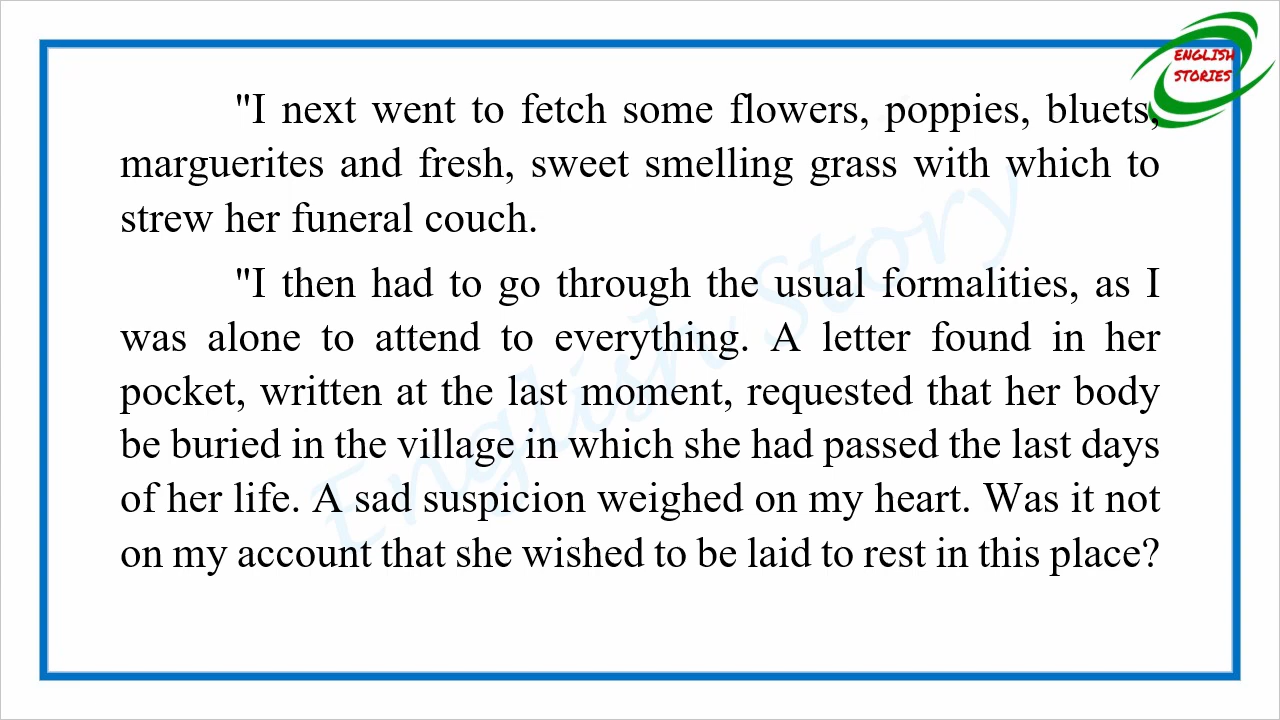 ENGLISH
STORIES
"I next went to fetch some flowers, poppies, bluets,
marguerites and fresh, sweet smelling grass with which to
strew her funeral couch.
"I then had to go through the usual formalities, as I
was alone to attend to everything. A letter found in her
pocket, written at the last moment, requested that her body
be buried in the village in which she had passed the last days
of her life. A sad suspicion weighed on my heart. Was it not
on my account that she wished to be laid to rest in this place?
English Story